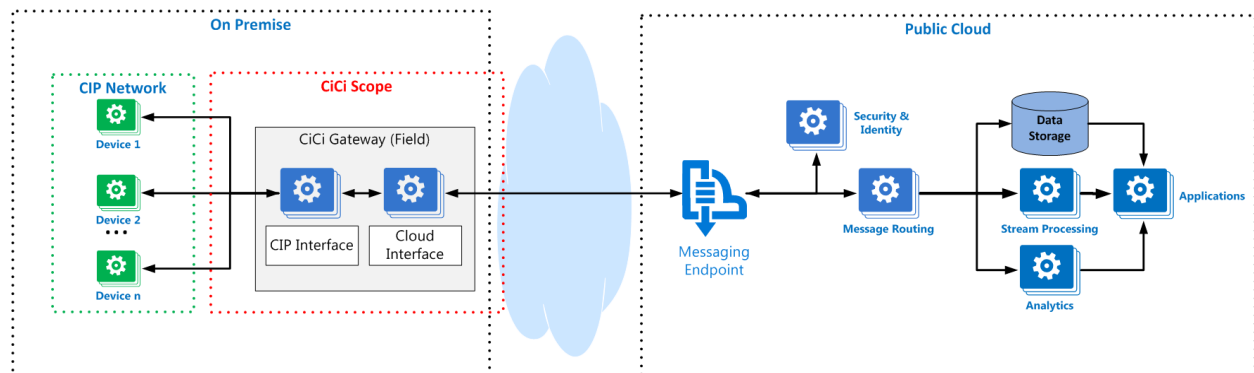 On Premise
CIP Network
Device 1
Device 2
...
Device n
CiCi Scope
CiCi Gateway (Field)
CIP Interface
Cloud
Interface
Public Cloud
Messaging
Endpoint
Security &
Identity
Message Routing
Data
Storage
Stream Processing
Analytics
Applications